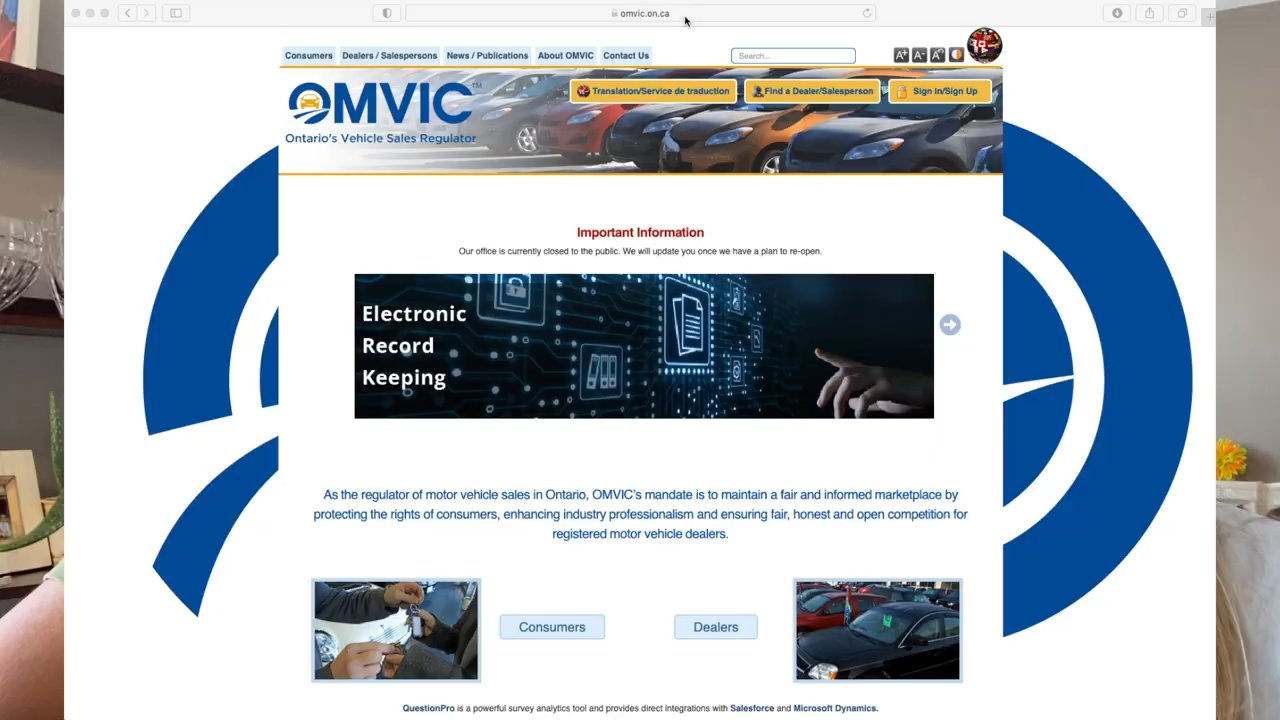 omvic.on.ca
Consumers Dealers / Salespersons News / Publications About OMVIC Contact Us
Search...
A+ A- A
OMVIC™
Ontario's Vehicle Sales Regulator
Translation/Service de traduction Find a Dealer/Salesperson Sign in/Sign Up
Important Information
Our office is currently closed to the public. We will update you once we have a plan to re-open.
Electronic
Record
Keeping
As the regulator of motor vehicle sales in Ontario, OMVIC's mandate is to maintain a fair and informed marketplace by
protecting the rights of consumers, enhancing industry professionalism and ensuring fair, honest and open competition for
registered motor vehicle dealers.
Consumers
Dealers
QuestionPro is a powerful survey analytics tool and provides direct integrations with Salesforce and Microsoft Dynamics.